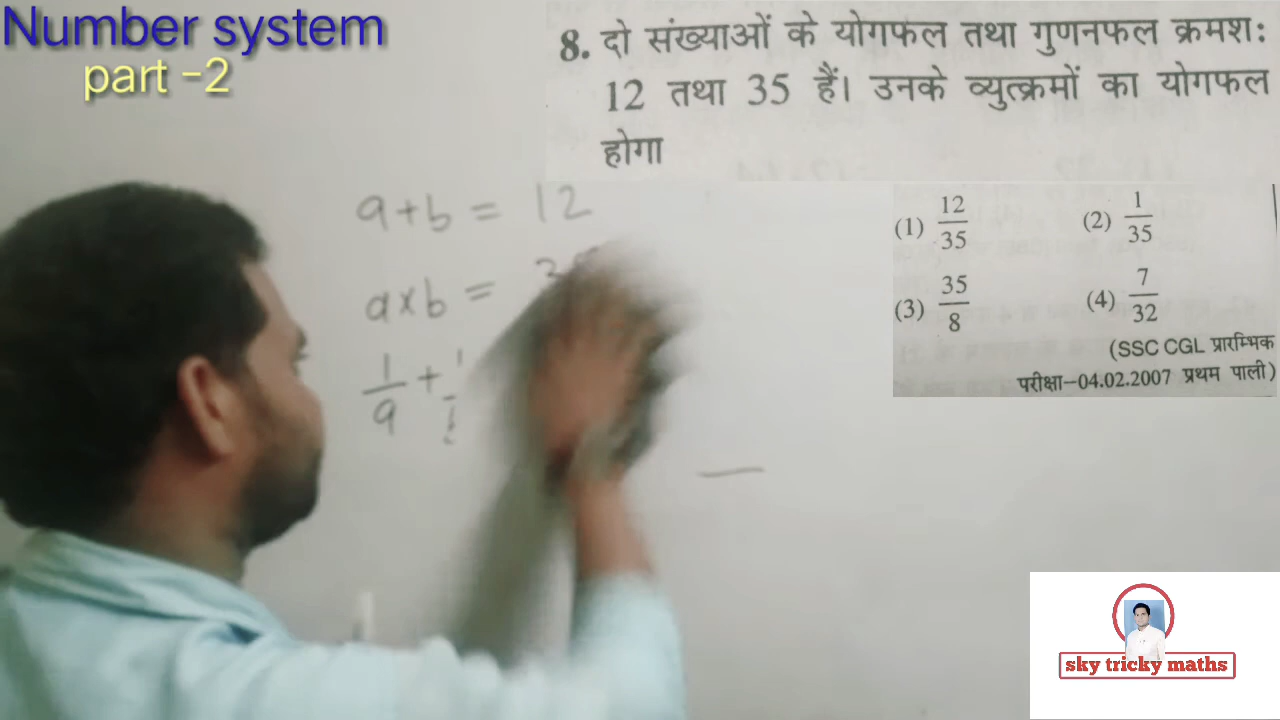 Number system
part -2
8. दो संख्याओं के योगफल तथा गुणनफल क्रमश:
12 तथा 35 हैं। उनके व्युत्क्रमों का योगफल
होगा
(1) 12/35 (2) 1/35
(3) 35/8 (4) 7/32
(SSC CGL प्रारम्भिक
परीक्षा-04.02.2007 प्रथम पाली)
a+b = 12
a×b =
1/a +
sky tricky maths